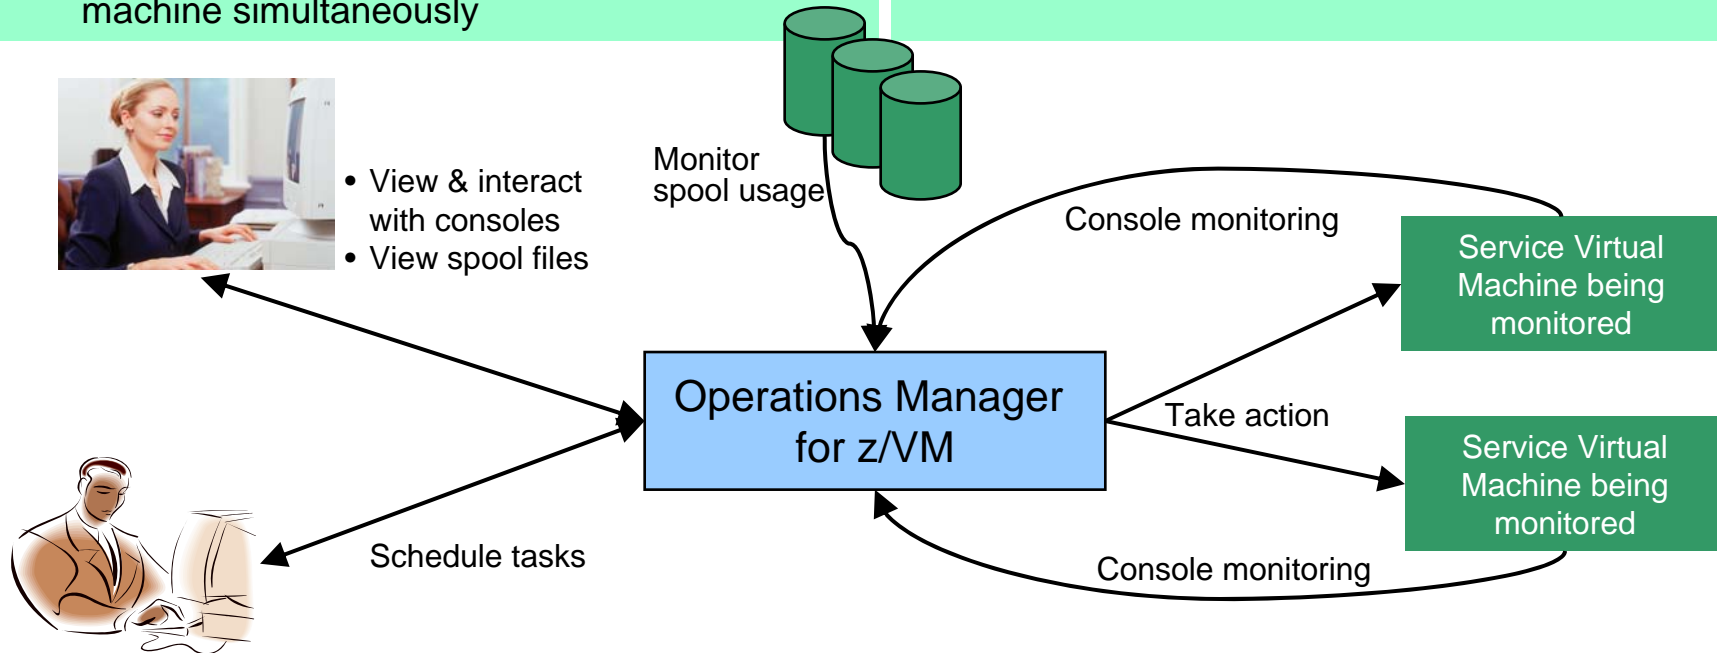 machine simultaneously
• View & interact
with consoles
• View spool files
Monitor
spool usage
Console monitoring
Service Virtual
Machine being
monitored
Operations Manager
for z/VM
Take action
Service Virtual
Machine being
monitored
Schedule tasks
Console monitoring